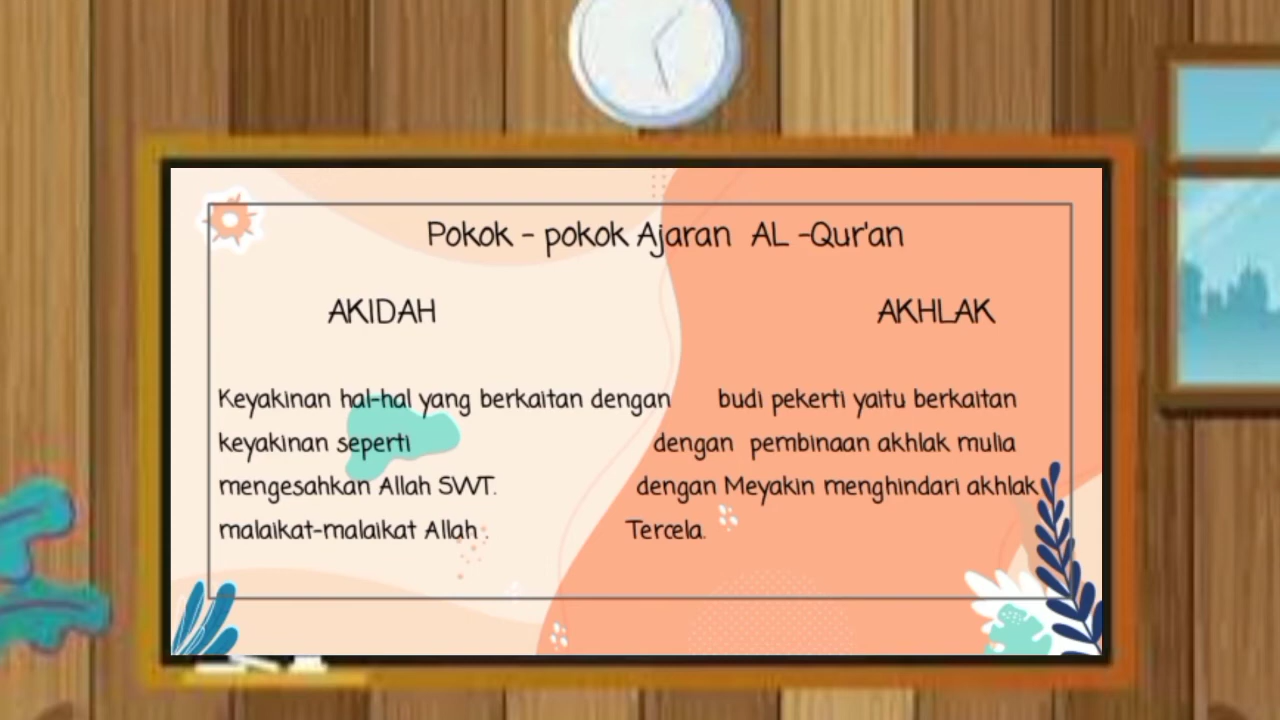 Pokok - pokok Ajaran AL -Qur'an
AKIDAH
Keyakinan hal-hal yang berkaitan dengan
keyakinan seperti
mengesahkan Allah SWT.
malaikat-malaikat Allah .
AKHLAK
budi pekerti yaitu berkaitan
dengan pembinaan akhlak mulia
dengan Meyakin menghindari akhlak
Tercela.